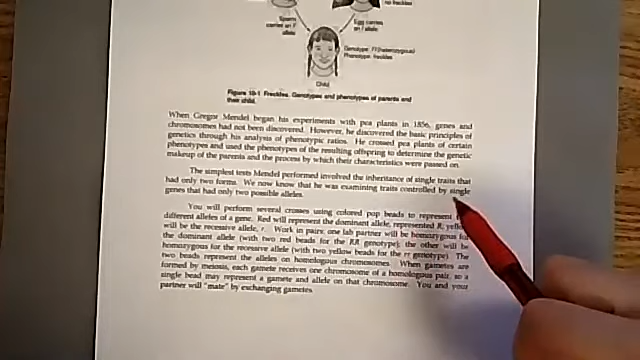 no freckles
Sperm
carries an F
allele
Egg carries
an f allele
Genotype: Ff (heterozygous)
Phenotype: freckles
Child
Figure 10-1 Freckles. Genotypes and phenotypes of parents and
their child.
When Gregor Mendel began his experiments with pea plants in 1856, genes and
chromosomes had not been discovered. However, he discovered the basic principles of
genetics through his analysis of phenotypic ratios. He crossed pea plants of certain
phenotypes and used the phenotypes of the resulting offspring to determine the genetic
makeup of the parents and the process by which their characteristics were passed on.
The simplest tests Mendel performed involved the inheritance of single traits that
had only two forms. We now know that he was examining traits controlled by single
genes that had only two possible alleles.
You will perform several crosses using colored pop beads to represent
different alleles of a gene. Red will represent the dominant allele, represented R;
will be the recessive allele, r. Work in pairs; one lab partner will be homozygous for
the dominant allele (with two red beads for the RR genotype); the other will be
homozygous for the recessive allele (with two yellow beads for the rr genotype). The
two beads represent the alleles on homologous chromosomes. When gametes are
formed by meiosis, each gamete receives one chromosome of a homologous pair, so a
single bead may represent a gamete and allele on that chromosome. You and your
partner will "mate" by exchanging gametes.